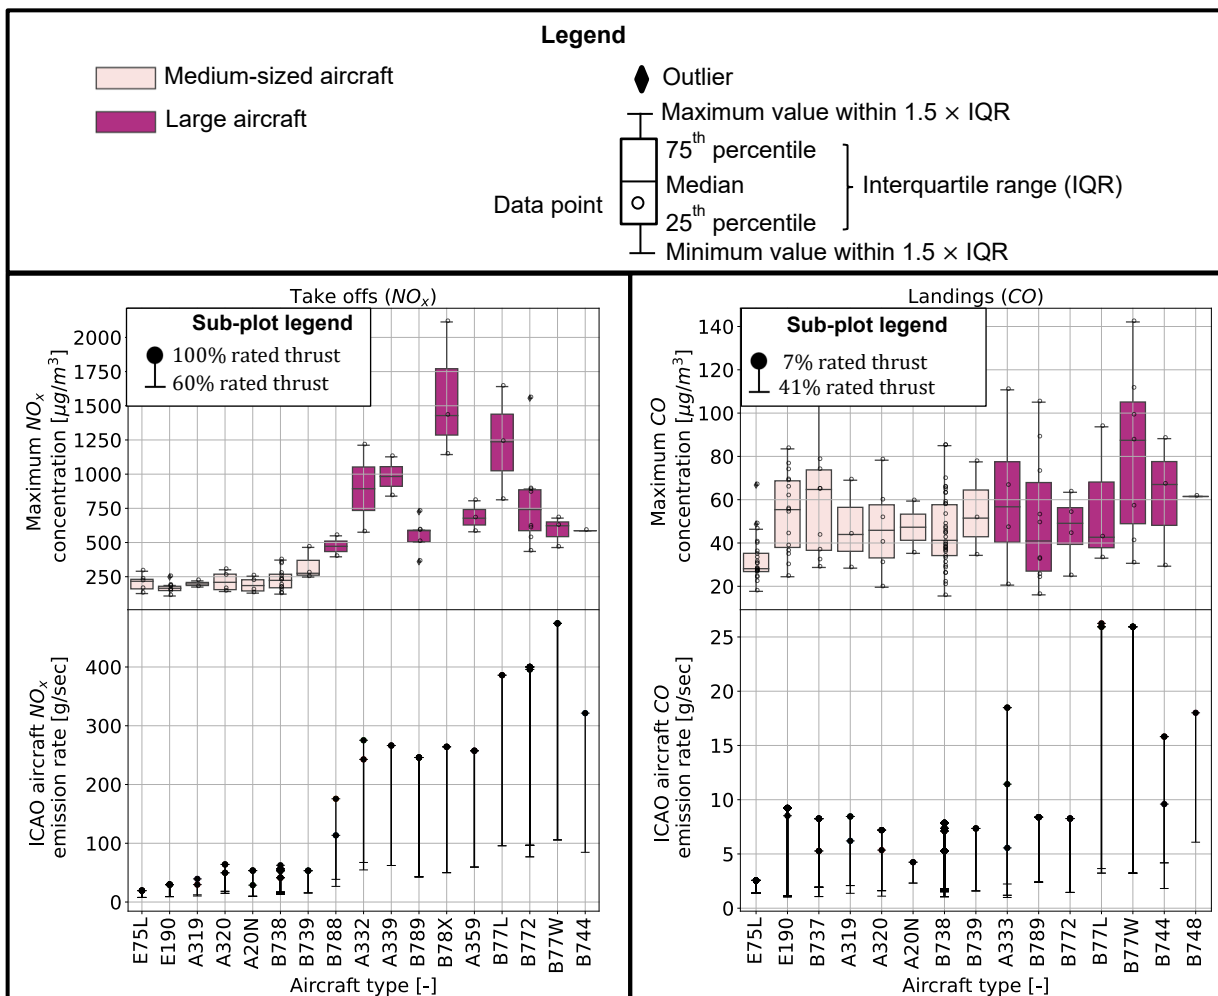 Legend
Medium-sized aircraft
Large aircraft
Outlier
Maximum value within 1.5 × IQR
75th percentile
Median
Interquartile range (IQR)
Data point
25th percentile
Minimum value within 1.5 × IQR
Take offs (NOx)
Sub-plot legend
100% rated thrust
60% rated thrust
Maximum NOx
concentration [μg/m³]
2000
1750
1500
1250
1000
750
500
250
ICAO aircraft NOx
emission rate [g/sec]
400
300
200
100
0
E75L
E190
A319
A320
A20N
B738
B739
B788
A332
A339
B789
B78X
A359
B77L
B772
B77W
B744
Aircraft type [-]
Landings (CO)
Sub-plot legend
7% rated thrust
41% rated thrust
Maximum CO
concentration [μg/m³]
140
120
100
80
60
40
20
ICAO aircraft CO
emission rate [g/sec]
25
20
15
10
5
0
E75L
E190
B737
A319
A320
A20N
B738
B739
A333
B789
B772
B77L
B77W
B744
B748
Aircraft type [-]